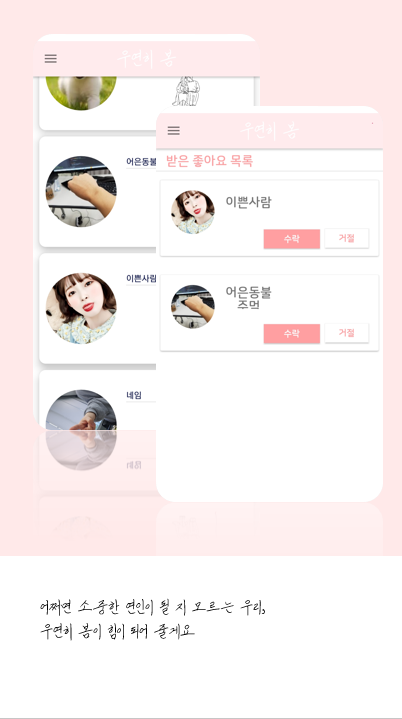 우연히 봄
어은동불
이쁜사람
네임
우연히 봄
받은 좋아요 목록
이쁜사람
수락
거절
어은동불
주먹
수락
거절
어쩌면 소중한 연인이 될 지 모르는 우리,
우연히 봄이 힘이 되어 줄게요